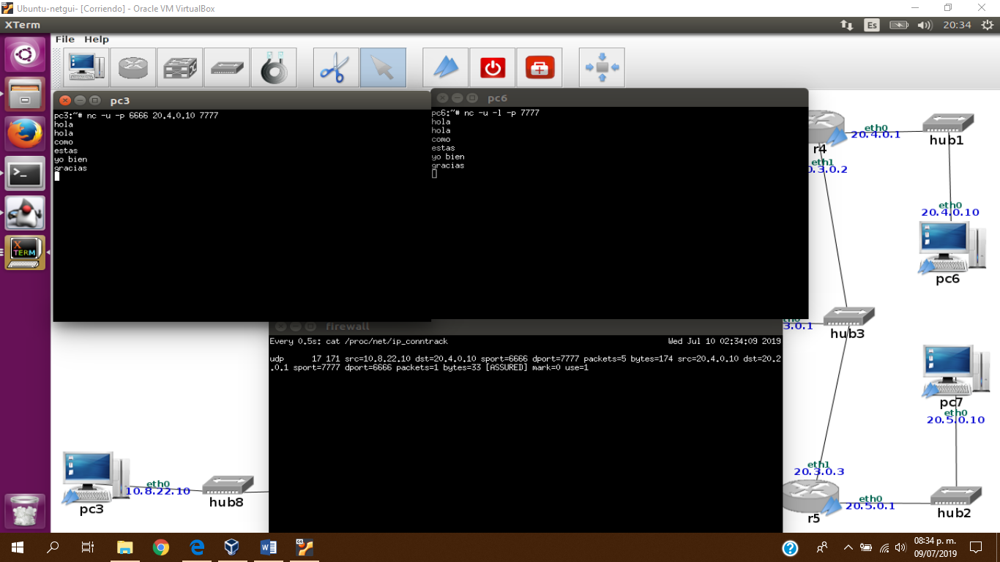 Ubuntu-netgui- [Corriendo] - Oracle VM VirtualBox
XTerm
Es
20:34
File Help
pc3
pc3:~# nc -u -p 6666 20.4.0.10 7777
hola
hola
como
estas
yo bien
gracias
pc6
pc6:~# nc -u -l -p 7777
hola
hola
como
estas
yo bien
gracias
firewall
Every 0.5s: cat /proc/net/ip_conntrack Wed Jul 10 02:34:09 2019
udp 17 171 src=10.8.22.10 dst=20.4.0.10 sport=6666 dport=7777 packets=5 bytes=174 src=20.4.0.10 dst=20.2
.0.1 sport=7777 dport=6666 packets=1 bytes=33 [ASSURED] mark=0 use=1
eth0
20.4.0.1
r4
hub1
eth1
0.3.0.2
eth0
20.4.0.10
pc6
3.0.1
hub3
pc7
eth0
20.5.0.10
eth1
20.3.0.3
r5
eth0
20.5.0.1
hub2
eth0
10.8.22.10
pc3
hub8
X
TERM
64
08:34 p. m.
09/07/2019